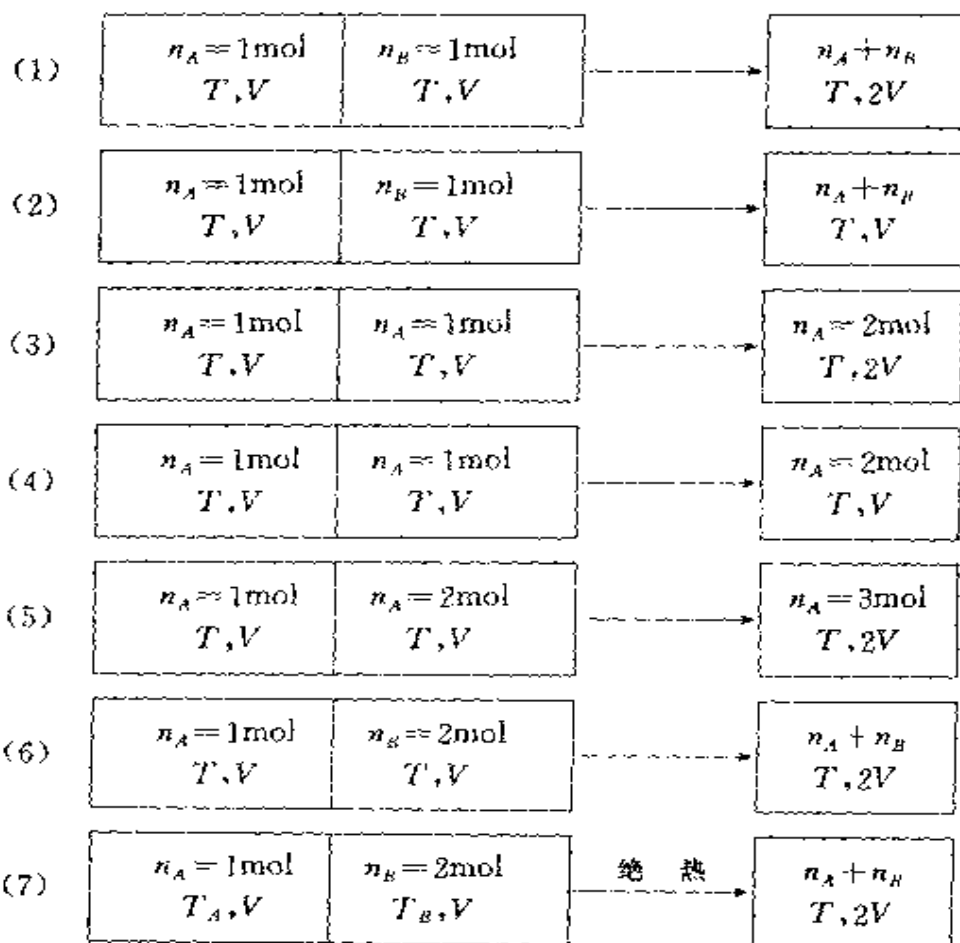 (1) n_A=1mol n_B=1mol n_A+n_B
T,V T,V T,2V
(2) n_A=1mol n_B=1mol n_A+n_B
T,V T,V T,V
(3) n_A=1mol n_A=1mol n_A=2mol
T,V T,V T,2V
(4) n_A=1mol n_A=1mol n_A=2mol
T,V T,V T,V
(5) n_A=1mol n_A=2mol n_A=3mol
T,V T,V T,2V
(6) n_A=1mol n_B=2mol n_A+n_B
T,V T,V T,2V
(7) n_A=1mol n_B=2mol 绝热 n_A+n_B
T_A,V T_B,V T,2V